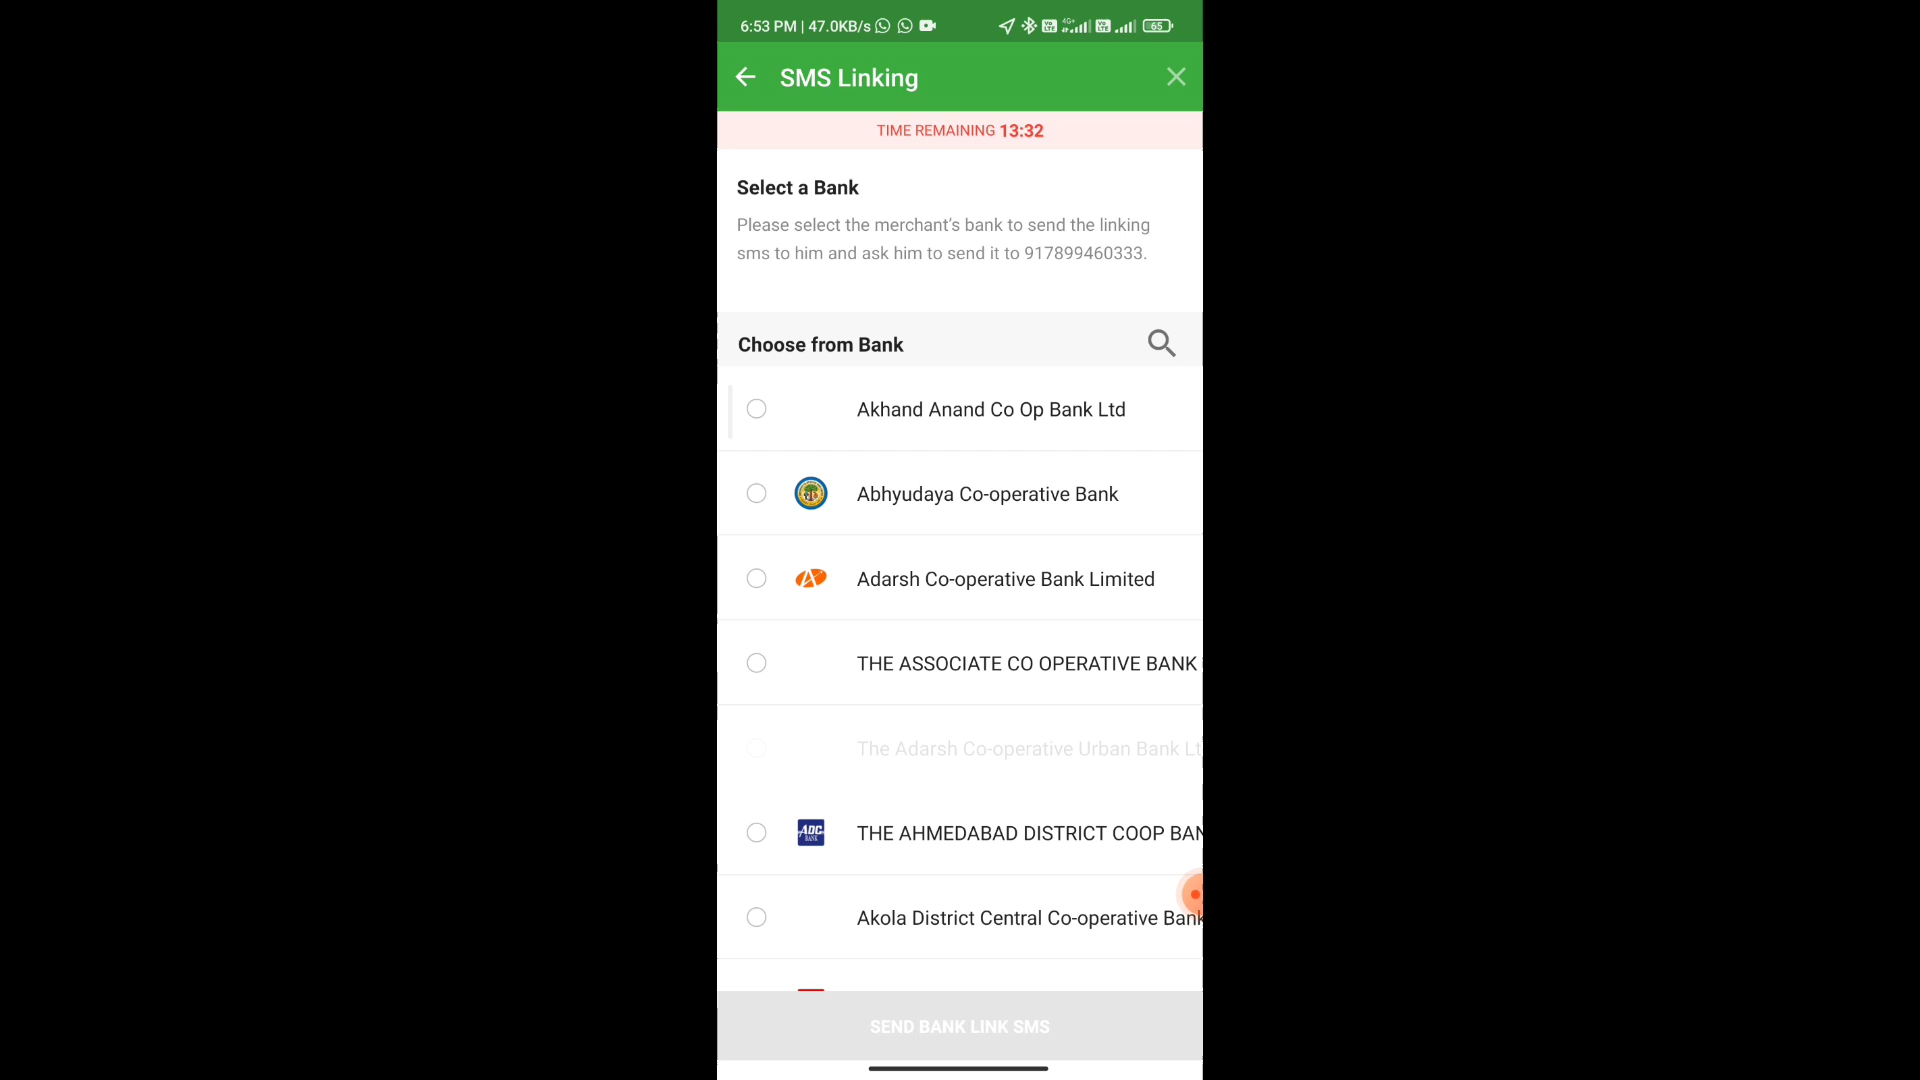 6:53 PM | 47.0KB/s 4G+ 65
SMS Linking
TIME REMAINING 13:32
Select a Bank
Please select the merchant's bank to send the linking
sms to him and ask him to send it to 917899460333.
Choose from Bank
Akhand Anand Co Op Bank Ltd
Abhyudaya Co-operative Bank
Adarsh Co-operative Bank Limited
THE ASSOCIATE CO OPERATIVE BANK
The Adarsh Co-operative Urban Bank Lt
ADC BANK THE AHMEDABAD DISTRICT COOP BAN
Akola District Central Co-operative Bank
SEND BANK LINK SMS